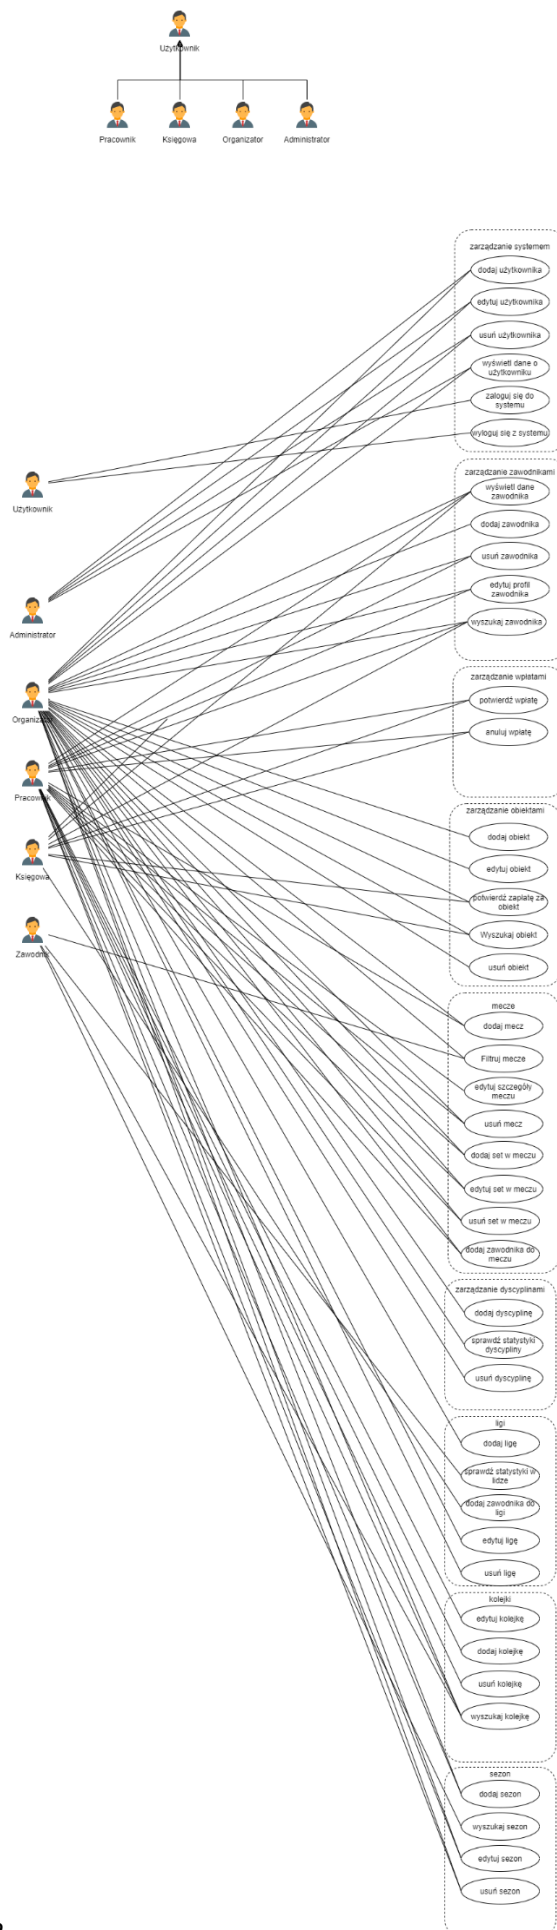 Użytkownik
Pracownik
Księgowa
Organizator
Administrator
zarządzanie systemem
dodaj użytkownika
edytuj użytkownika
usuń użytkownika
wyświetl dane o
użytkowniku
zaloguj się do
systemu
wyloguj się z systemu
zarządzanie zawodnikami
wyświetl dane
zawodnika
Użytkownik
dodaj zawodnika
usuń zawodnika
edytuj profil
zawodnika
wyszukaj zawodnika
Administrator
zarządzanie wpłatami
potwierdź wpłatę
Organizator
anuluj wpłatę
Pracownik
zarządzanie obiektami
dodaj obiekt
edytuj obiekt
Księgowa
potwierdź zapłatę za
obiekt
Wyszukaj obiekt
Zawodnik
usuń obiekt
mecze
dodaj mecz
Filtruj mecze
edytuj szczegóły
meczu
usuń mecz
dodaj set w meczu
edytuj set w meczu
usuń set w meczu
dodaj zawodnika do
meczu
zarządzanie dyscyplinami
dodaj dyscyplinę
sprawdź statystyki
dyscypliny
usuń dyscyplinę
ligi
dodaj ligę
sprawdź statystyki w
lidze
dodaj zawodnika do
ligi
edytuj ligę
usuń ligę
kolejki
edytuj kolejkę
dodaj kolejkę
usuń kolejkę
wyszukaj kolejkę
sezon
dodaj sezon
wyszukaj sezon
edytuj sezon
usuń sezon